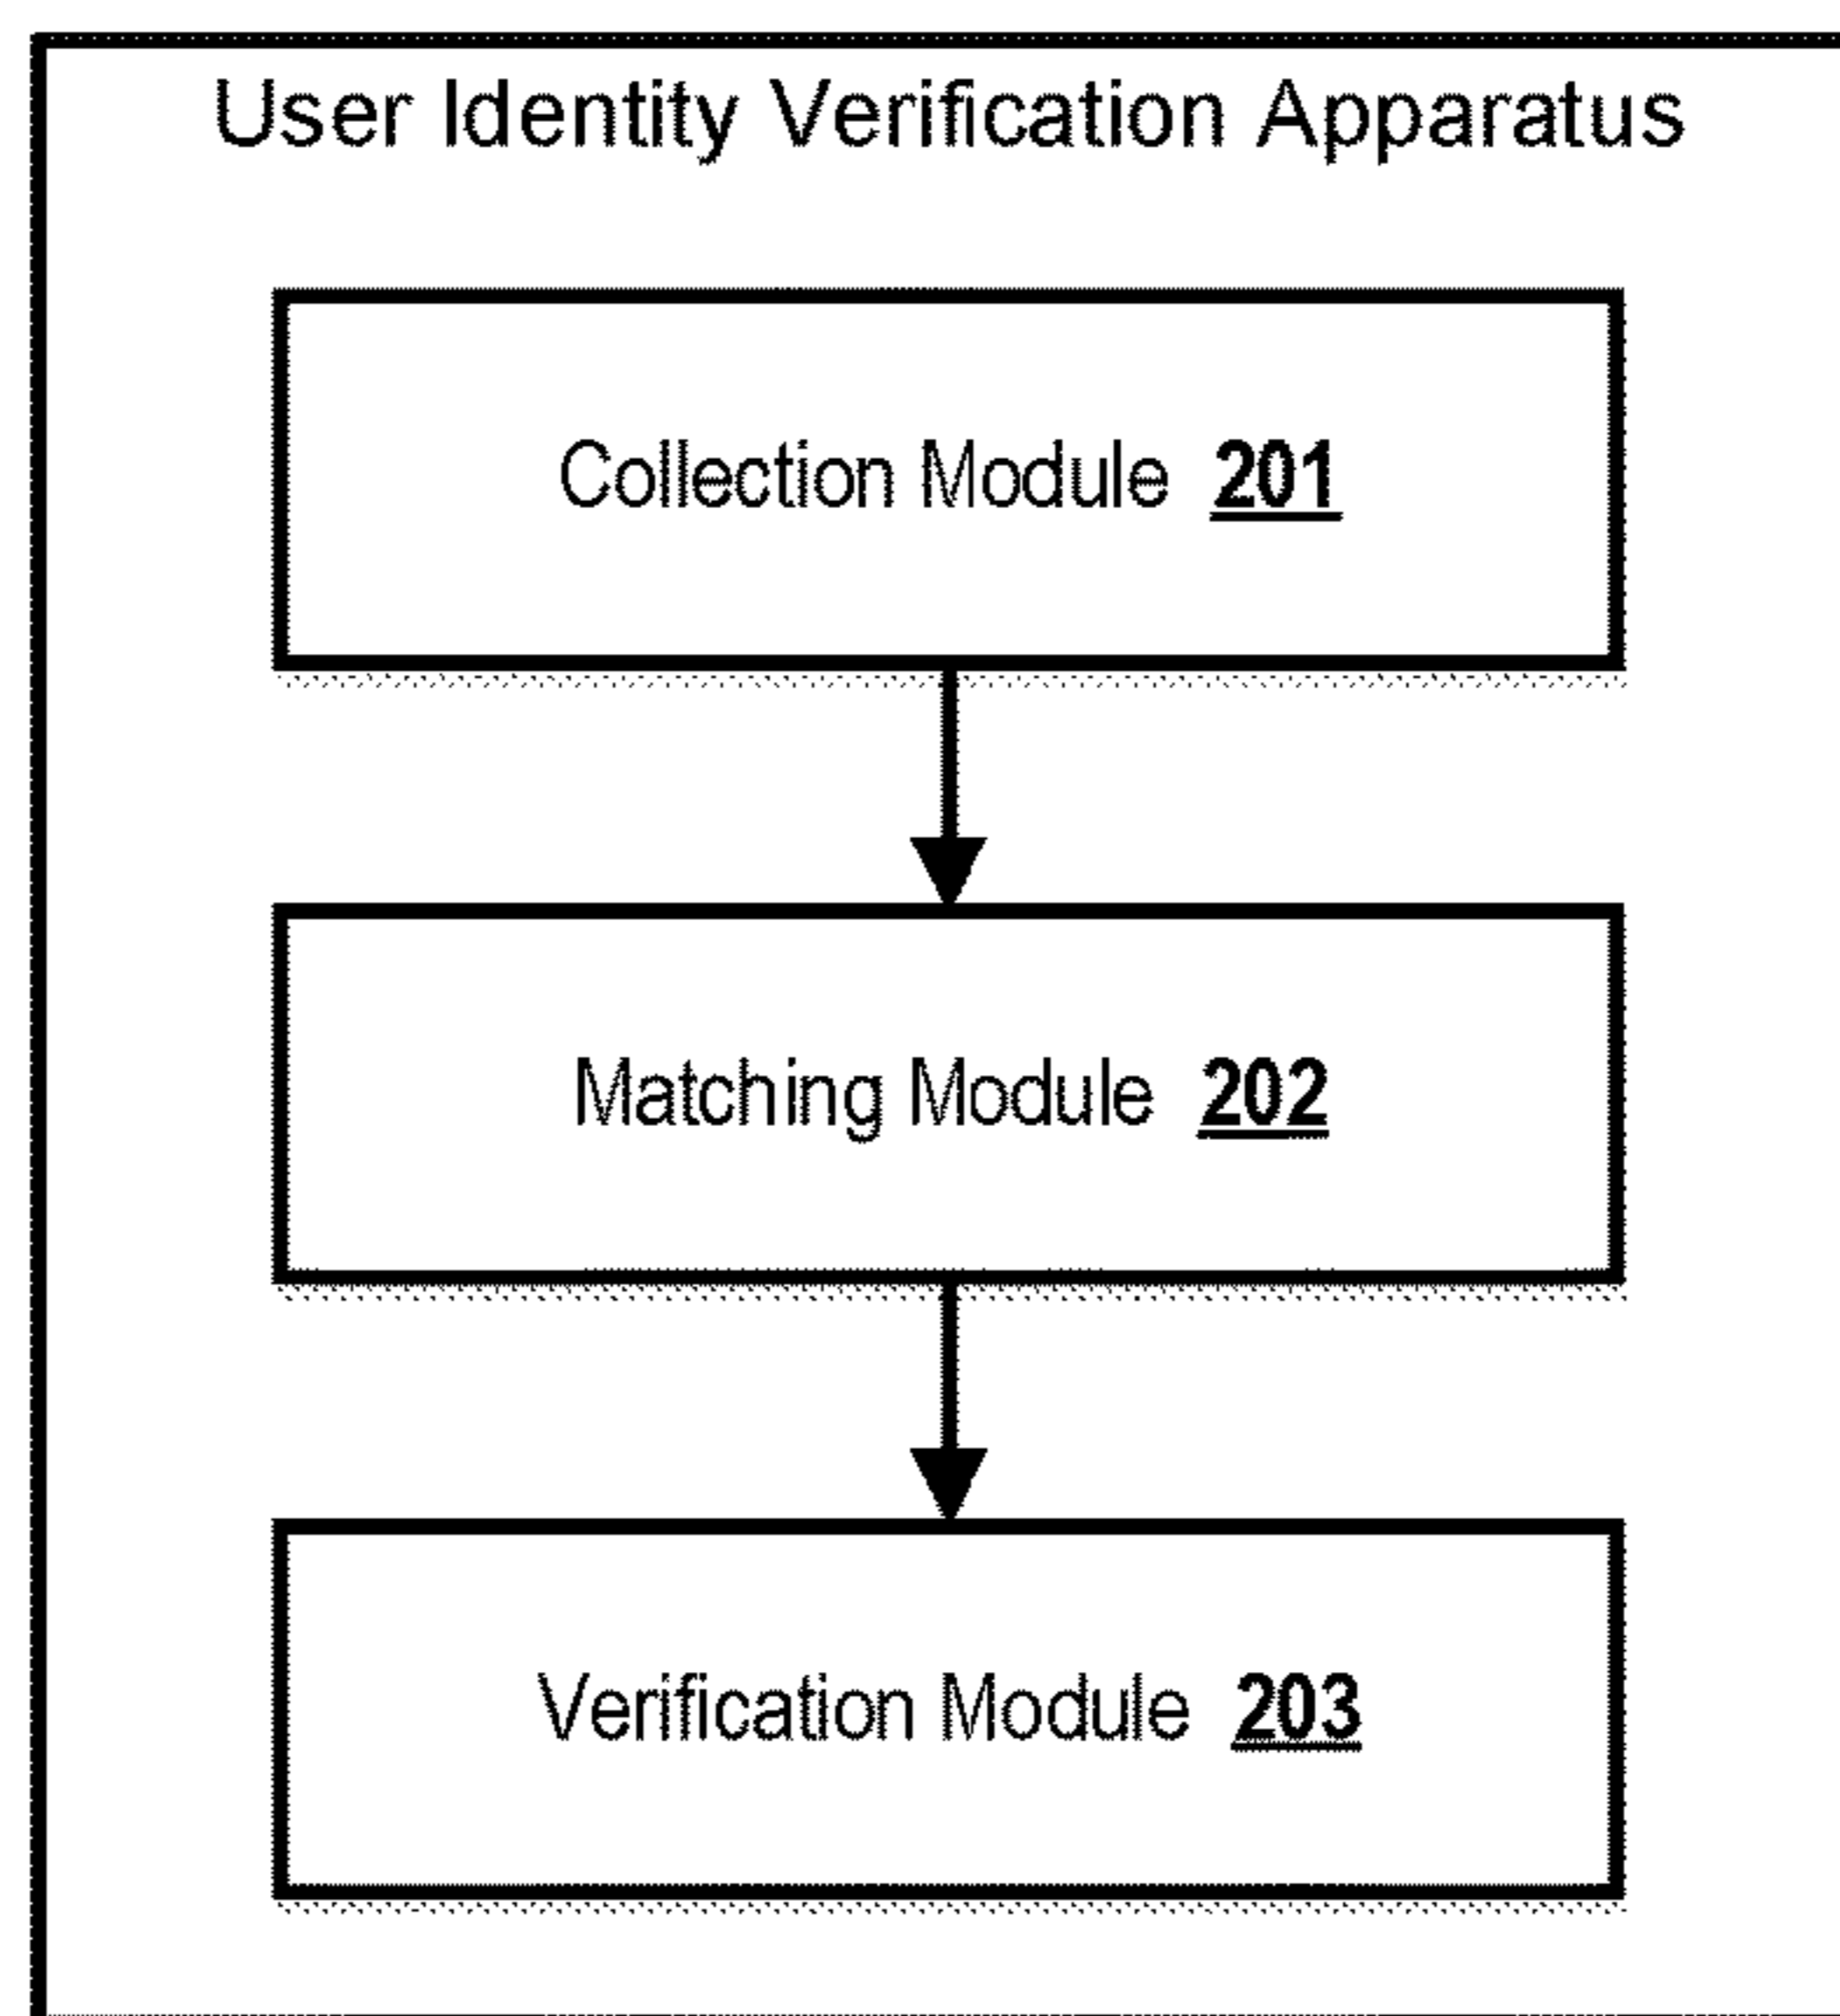 User Identity Verification Apparatus
Collection Module 201
Matching Module 202
Verification Module 203